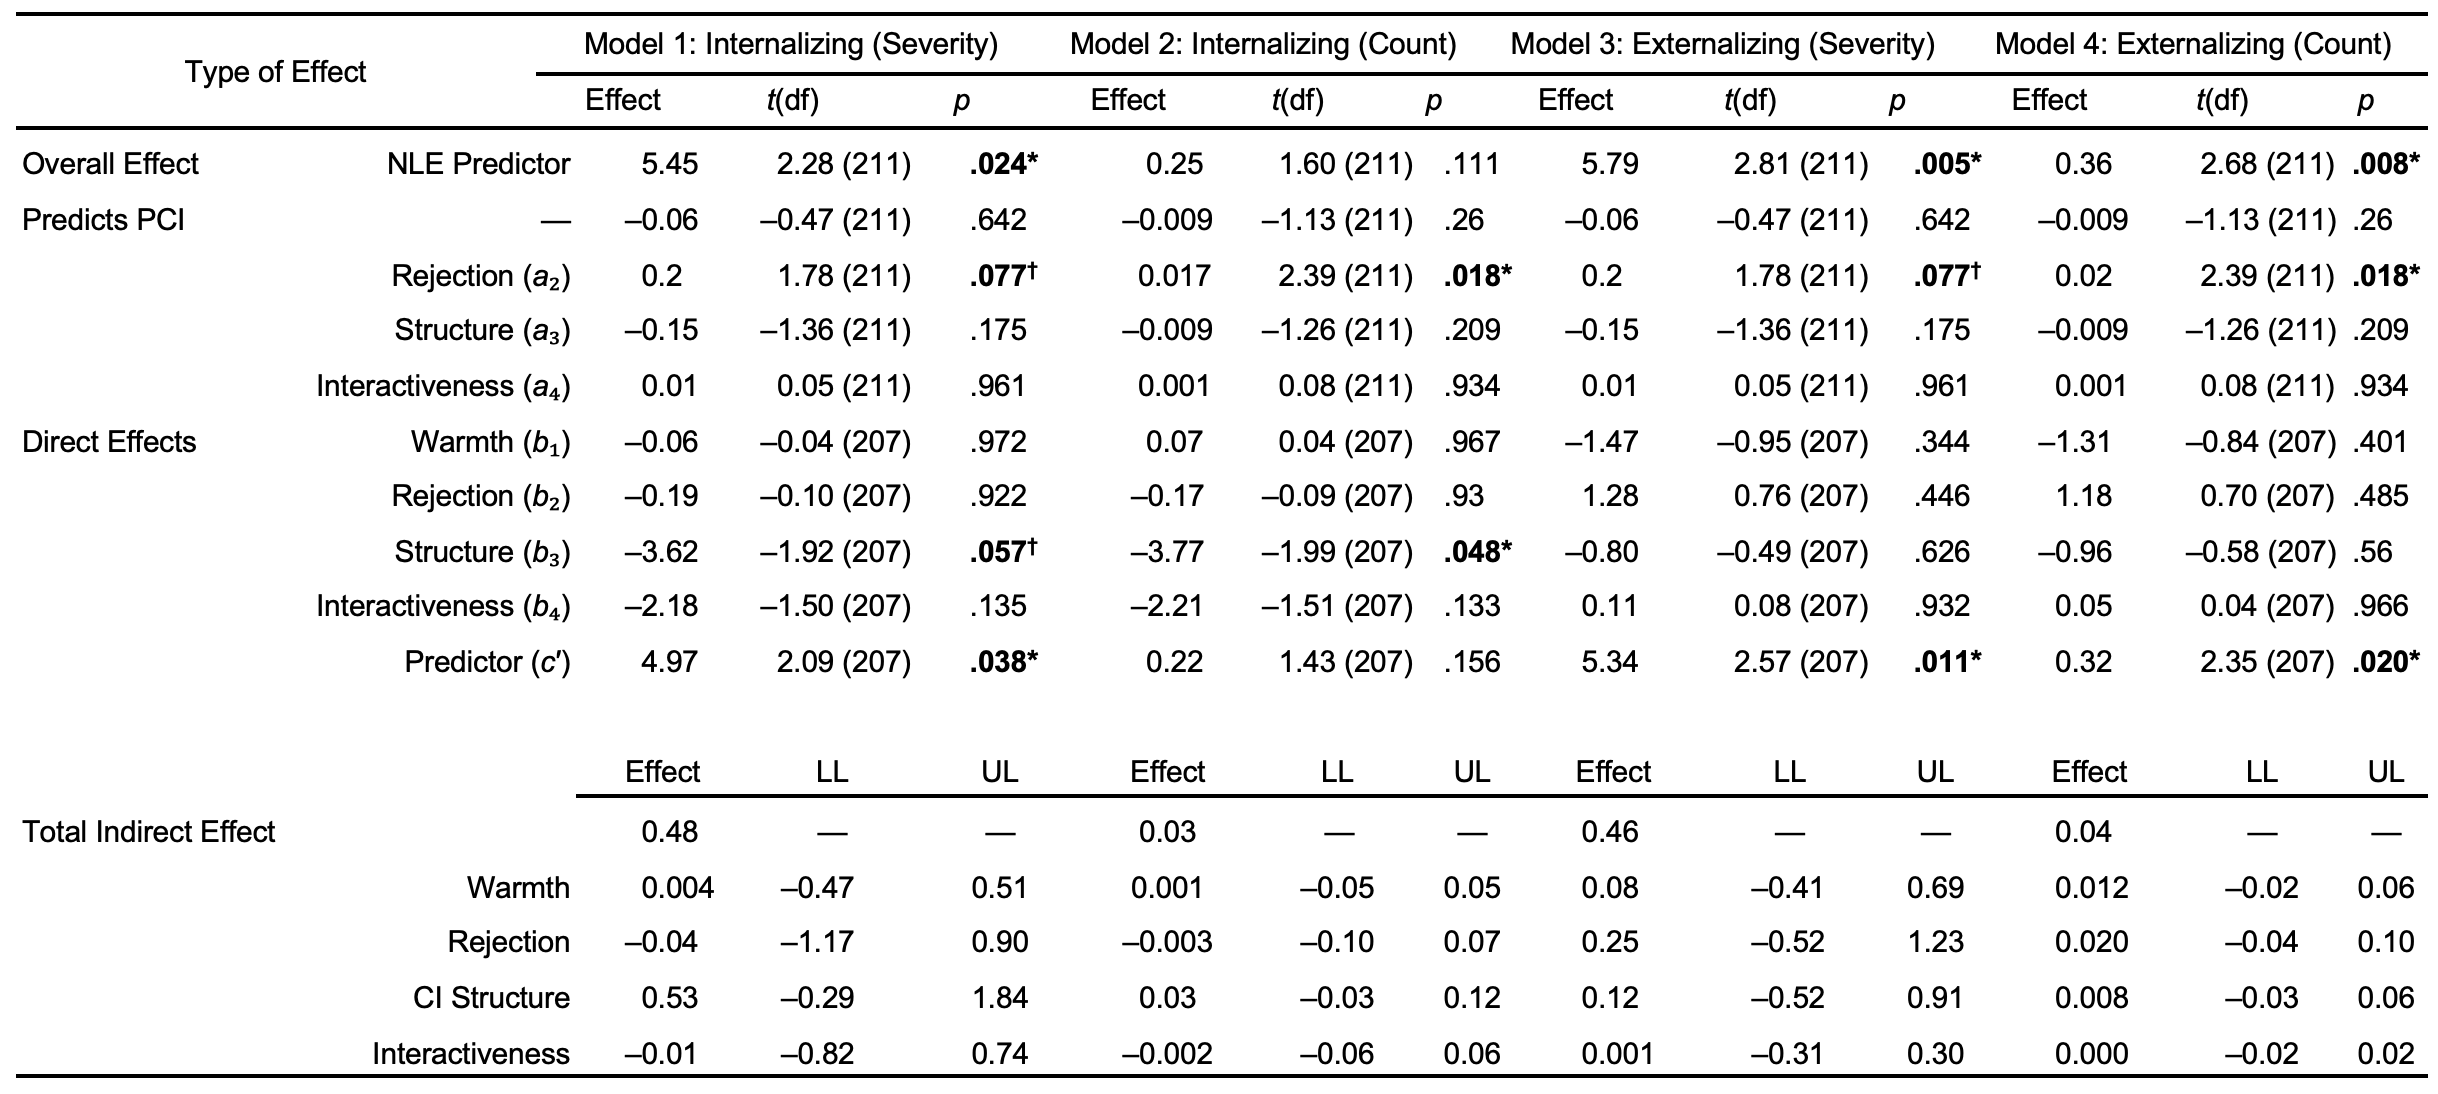 Type of Effect Model 1: Internalizing (Severity) Model 2: Internalizing (Count) Model 3: Externalizing (Severity) Model 4: Externalizing (Count)
Effect t(df) p Effect t(df) p Effect t(df) p Effect t(df) p
Overall Effect NLE Predictor 5.45 2.28 (211) .024* 0.25 1.60 (211) .111 5.79 2.81 (211) .005* 0.36 2.68 (211) .008*
Predicts PCI — –0.06 –0.47 (211) .642 –0.009 –1.13 (211) .26 –0.06 –0.47 (211) .642 –0.009 –1.13 (211) .26
Rejection (a₂) 0.2 1.78 (211) .077† 0.017 2.39 (211) .018* 0.2 1.78 (211) .077† 0.02 2.39 (211) .018*
Structure (a₃) –0.15 –1.36 (211) .175 –0.009 –1.26 (211) .209 –0.15 –1.36 (211) .175 –0.009 –1.26 (211) .209
Interactiveness (a₄) 0.01 0.05 (211) .961 0.001 0.08 (211) .934 0.01 0.05 (211) .961 0.001 0.08 (211) .934
Direct Effects Warmth (b₁) –0.06 –0.04 (207) .972 0.07 0.04 (207) .967 –1.47 –0.95 (207) .344 –1.31 –0.84 (207) .401
Rejection (b₂) –0.19 –0.10 (207) .922 –0.17 –0.09 (207) .93 1.28 0.76 (207) .446 1.18 0.70 (207) .485
Structure (b₃) –3.62 –1.92 (207) .057† –3.77 –1.99 (207) .048* –0.80 –0.49 (207) .626 –0.96 –0.58 (207) .56
Interactiveness (b₄) –2.18 –1.50 (207) .135 –2.21 –1.51 (207) .133 0.11 0.08 (207) .932 0.05 0.04 (207) .966
Predictor (c′) 4.97 2.09 (207) .038* 0.22 1.43 (207) .156 5.34 2.57 (207) .011* 0.32 2.35 (207) .020*
Effect LL UL Effect LL UL Effect LL UL Effect LL UL
Total Indirect Effect 0.48 — — 0.03 — — 0.46 — — 0.04 — —
Warmth 0.004 –0.47 0.51 0.001 –0.05 0.05 0.08 –0.41 0.69 0.012 –0.02 0.06
Rejection –0.04 –1.17 0.90 –0.003 –0.10 0.07 0.25 –0.52 1.23 0.020 –0.04 0.10
CI Structure 0.53 –0.29 1.84 0.03 –0.03 0.12 0.12 –0.52 0.91 0.008 –0.03 0.06
Interactiveness –0.01 –0.82 0.74 –0.002 –0.06 0.06 0.001 –0.31 0.30 0.000 –0.02 0.02